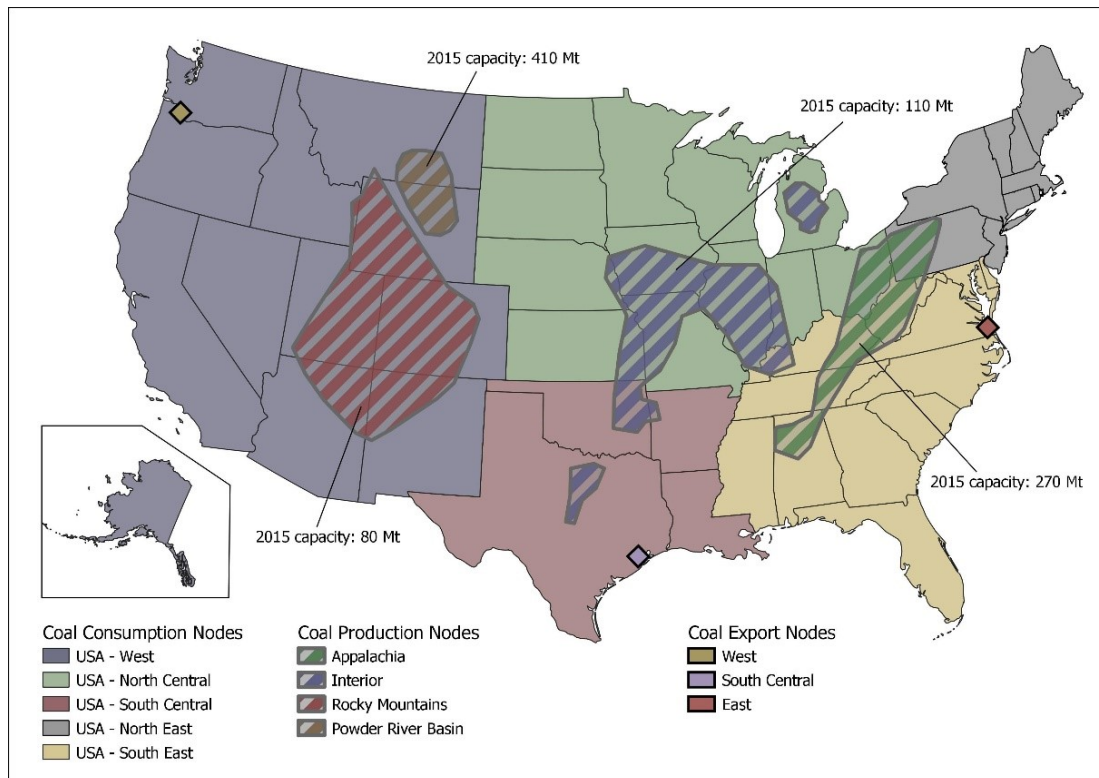 2015 capacity: 410 Mt
2015 capacity: 110 Mt
2015 capacity: 270 Mt
2015 capacity: 80 Mt
Coal Consumption Nodes
USA - West
USA - North Central
USA - South Central
USA - North East
USA - South East
Coal Production Nodes
Appalachia
Interior
Rocky Mountains
Powder River Basin
Coal Export Nodes
West
South Central
East